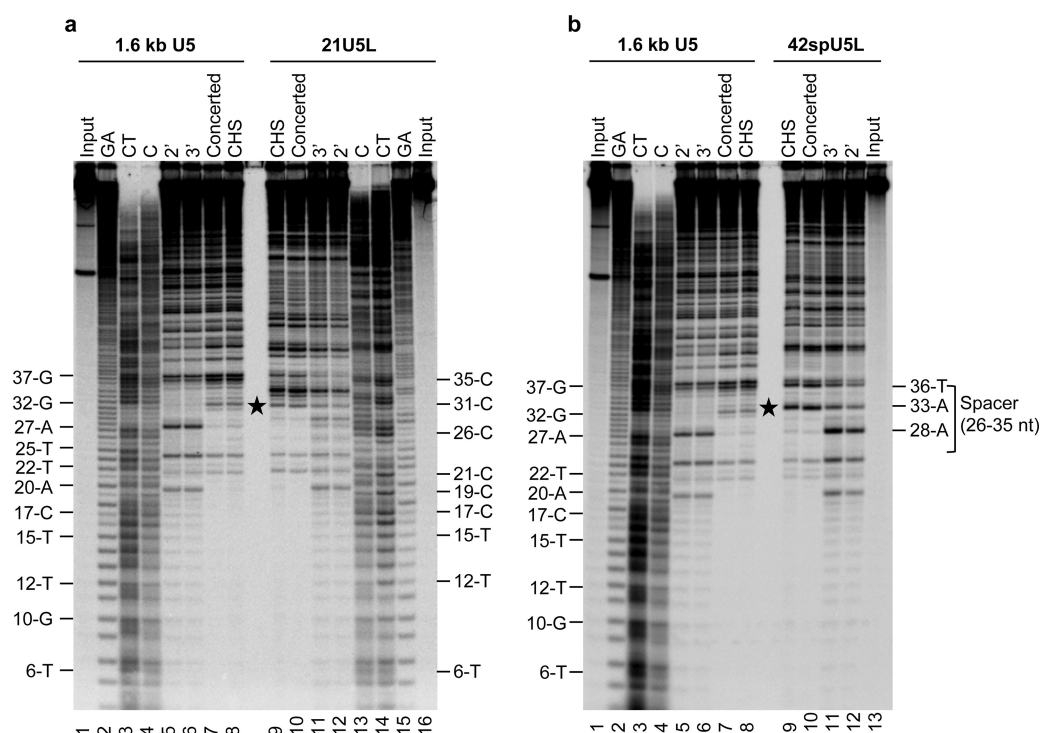 a
1.6 kb U5
21U5L
Input
GA
CT
C
2'
3'
Concerted
CHS
CHS
Concerted
3'
2'
C
CT
GA
Input
37-G
32-G
27-A
25-T
22-T
20-A
17-C
15-T
12-T
10-G
6-T
35-C
31-C
26-C
21-C
19-C
17-C
15-T
12-T
6-T
1
2
3
4
5
6
7
8
9
10
11
12
13
14
15
16
b
1.6 kb U5
42spU5L
Input
GA
CT
C
2'
3'
Concerted
CHS
CHS
Concerted
3'
2'
Input
37-G
32-G
27-A
22-T
20-A
17-C
15-T
12-T
10-G
6-T
36-T
33-A
28-A
Spacer
(26-35 nt)
1
2
3
4
5
6
7
8
9
10
11
12
13